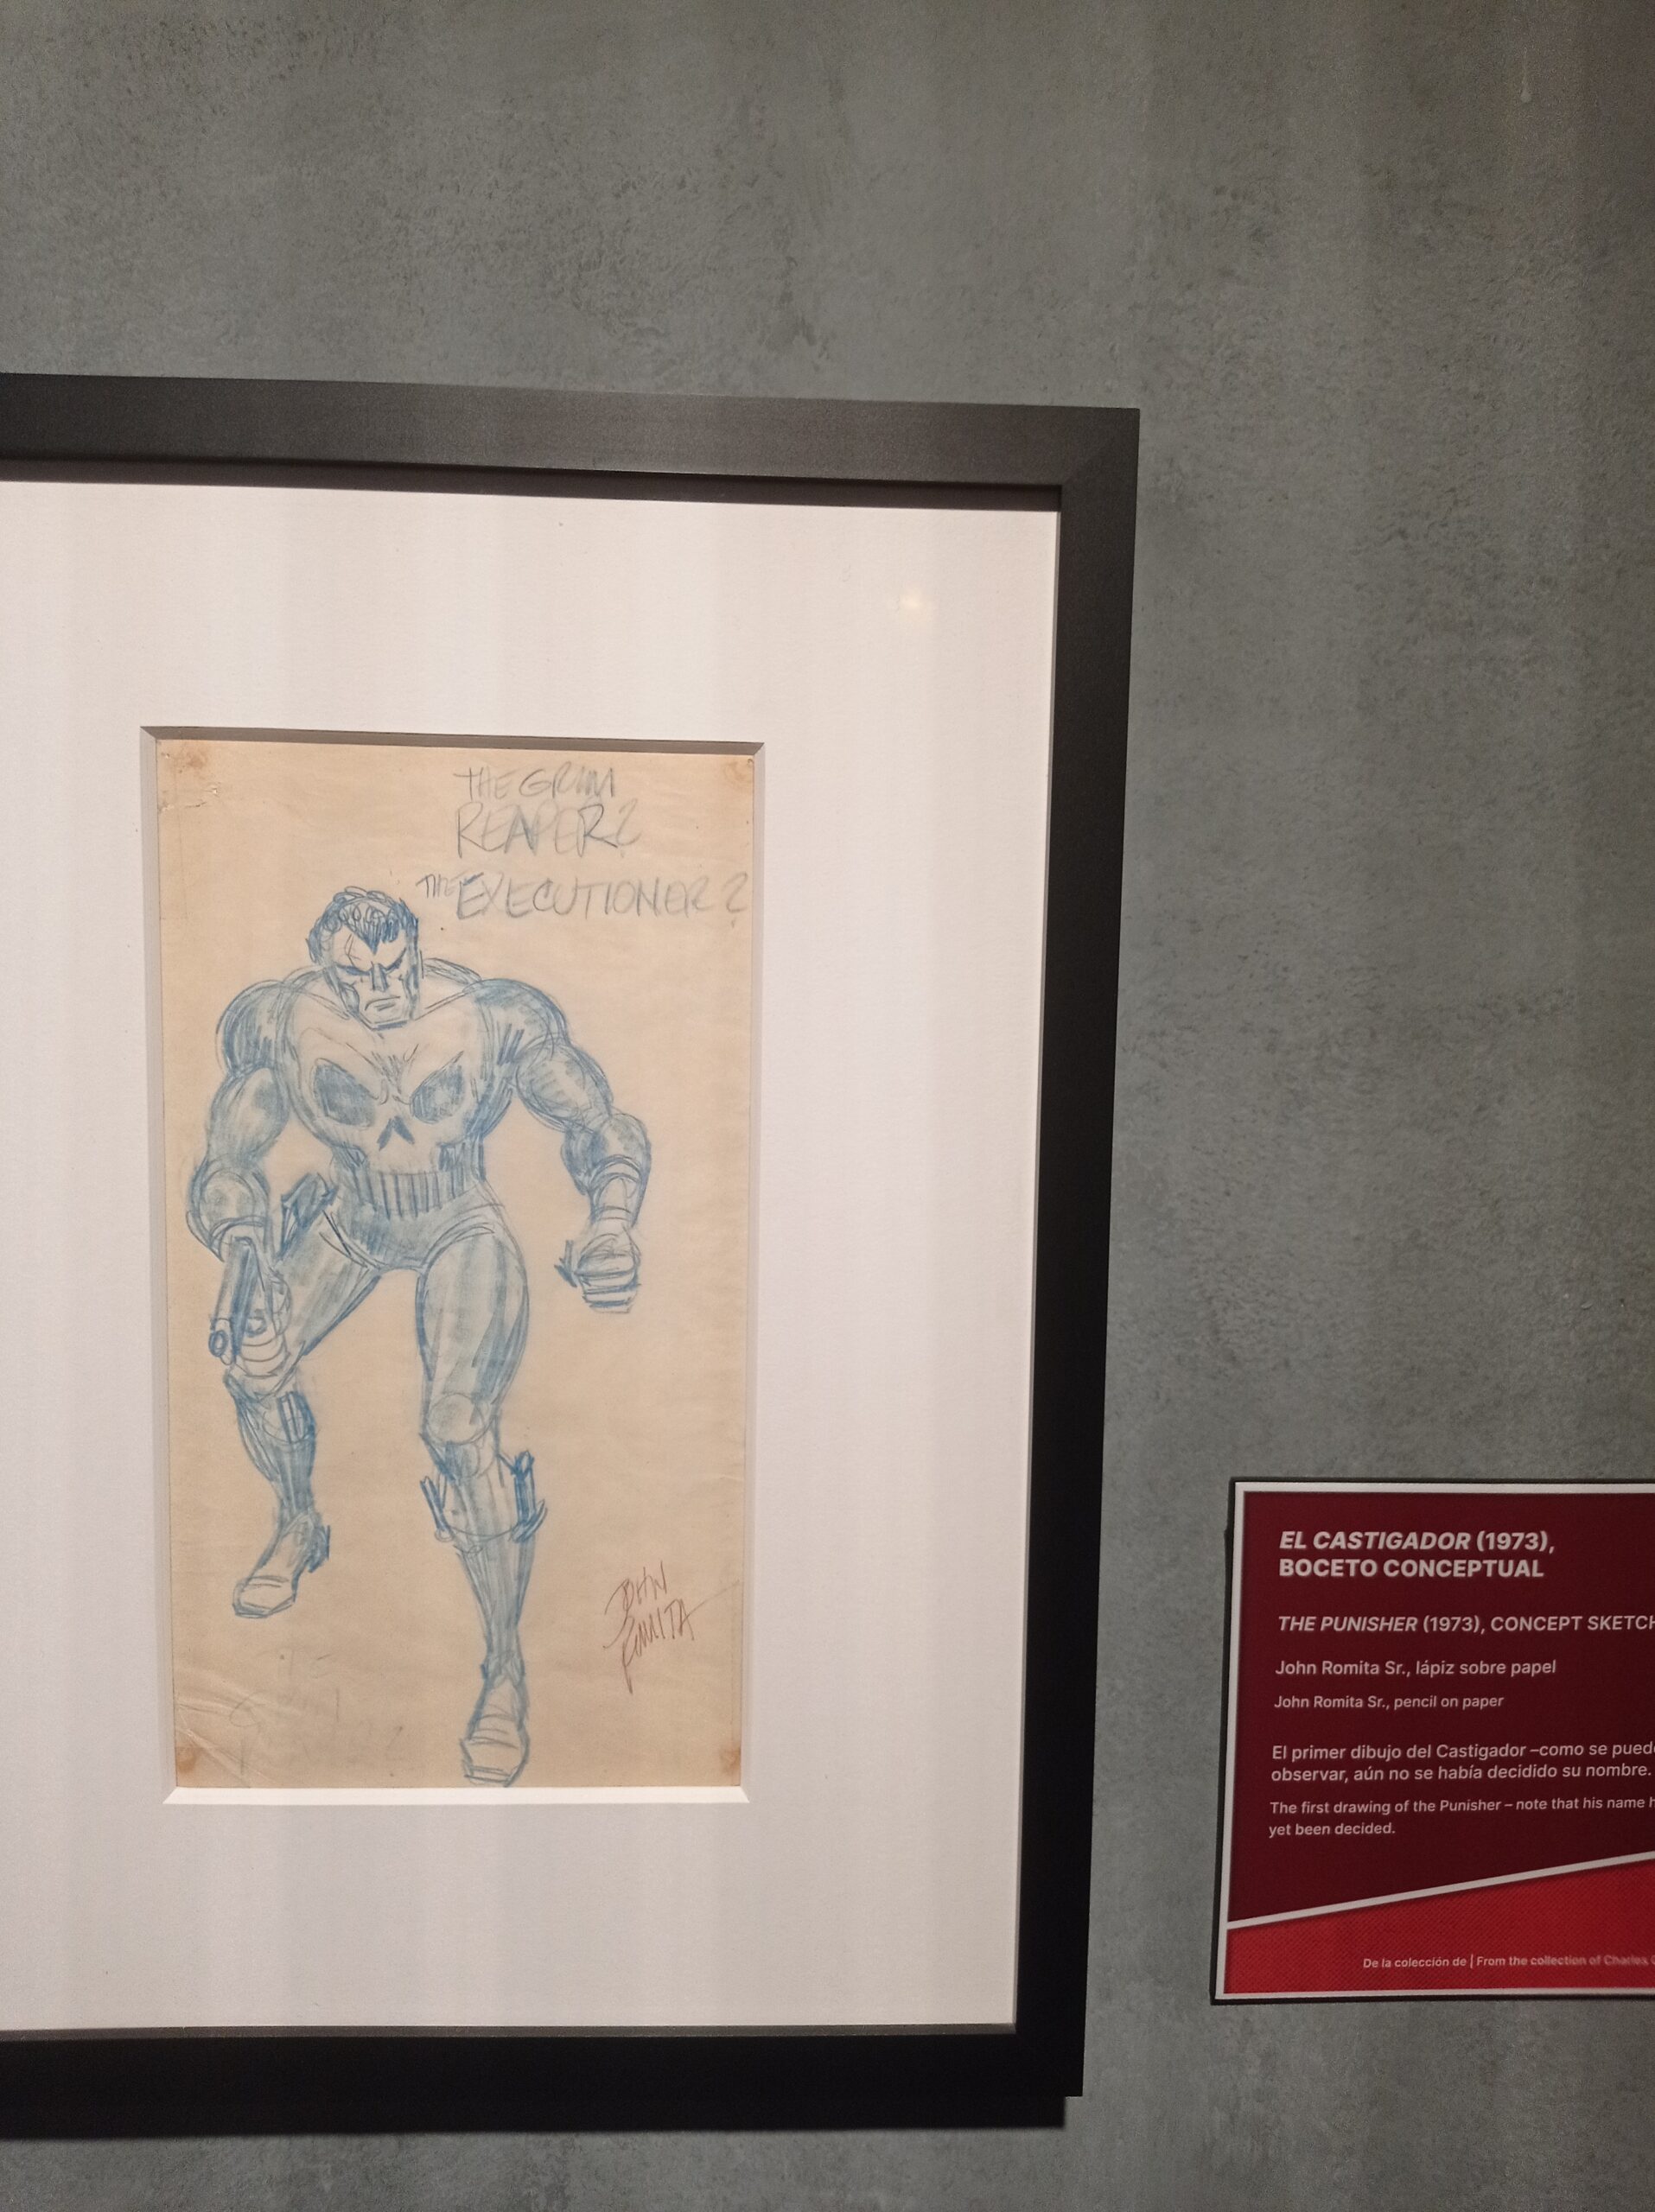 THE GRIM
REAPER?
THE EXECUTIONER?
JOHN
ROMITA
EL CASTIGADOR (1973),
BOCETO CONCEPTUAL
THE PUNISHER (1973), CONCEPT SKETCH
John Romita Sr., lápiz sobre papel
John Romita Sr., pencil on paper
El primer dibujo del Castigador –como se puede
observar, aún no se había decidido su nombre.
The first drawing of the Punisher – note that his name
yet been decided.
De la colección de | From the collection of Charles